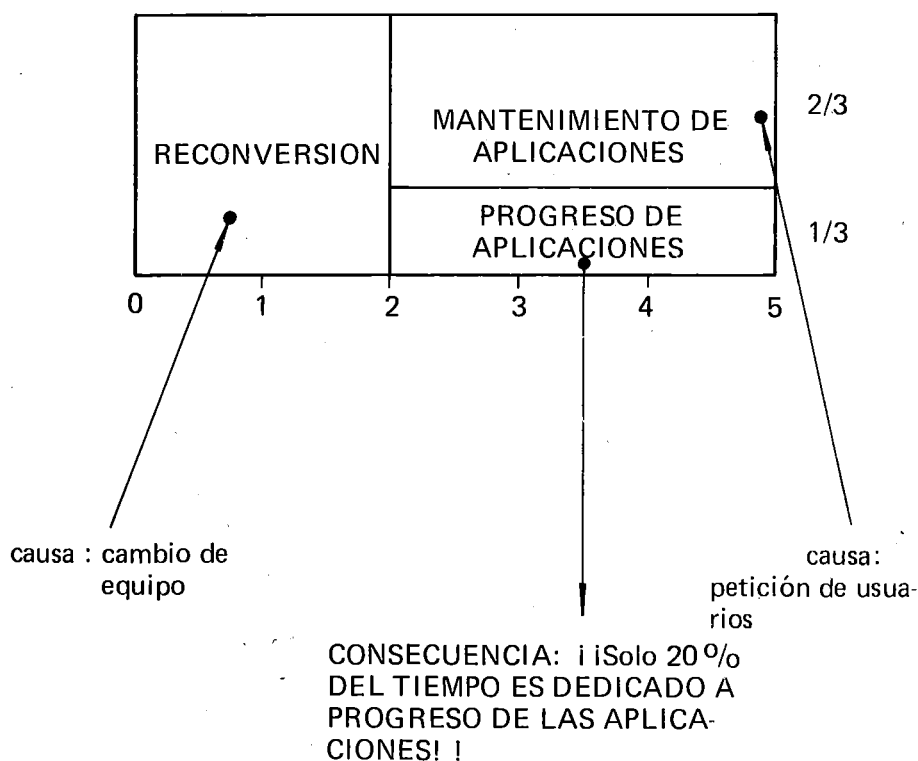 RECONVERSION
MANTENIMIENTO DE
APLICACIONES
2/3
PROGRESO DE
APLICACIONES
1/3
0 1 2 3 4 5
causa : cambio de
equipo
causa:
petición de usua-
rios
CONSECUENCIA: ¡ ¡Solo 20 %
DEL TIEMPO ES DEDICADO A
PROGRESO DE LAS APLICA-
CIONES! !